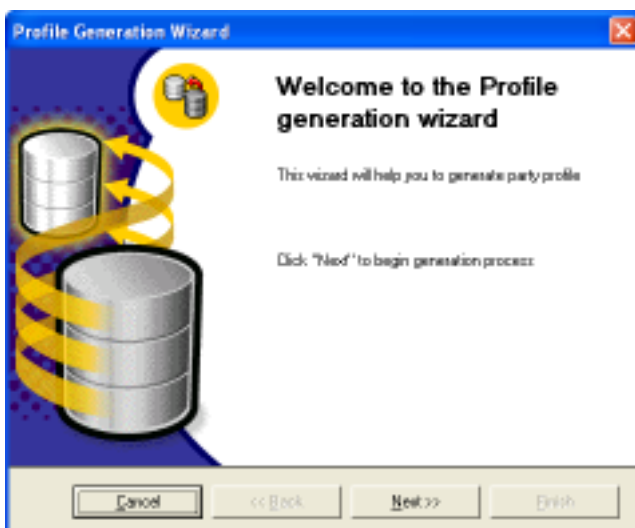 Profile Generation Wizard
Welcome to the Profile
generation wizard
This wizard will help you to generate party profile
Click "Next" to begin generation process
Cancel
<< Back
Next >>
Finish